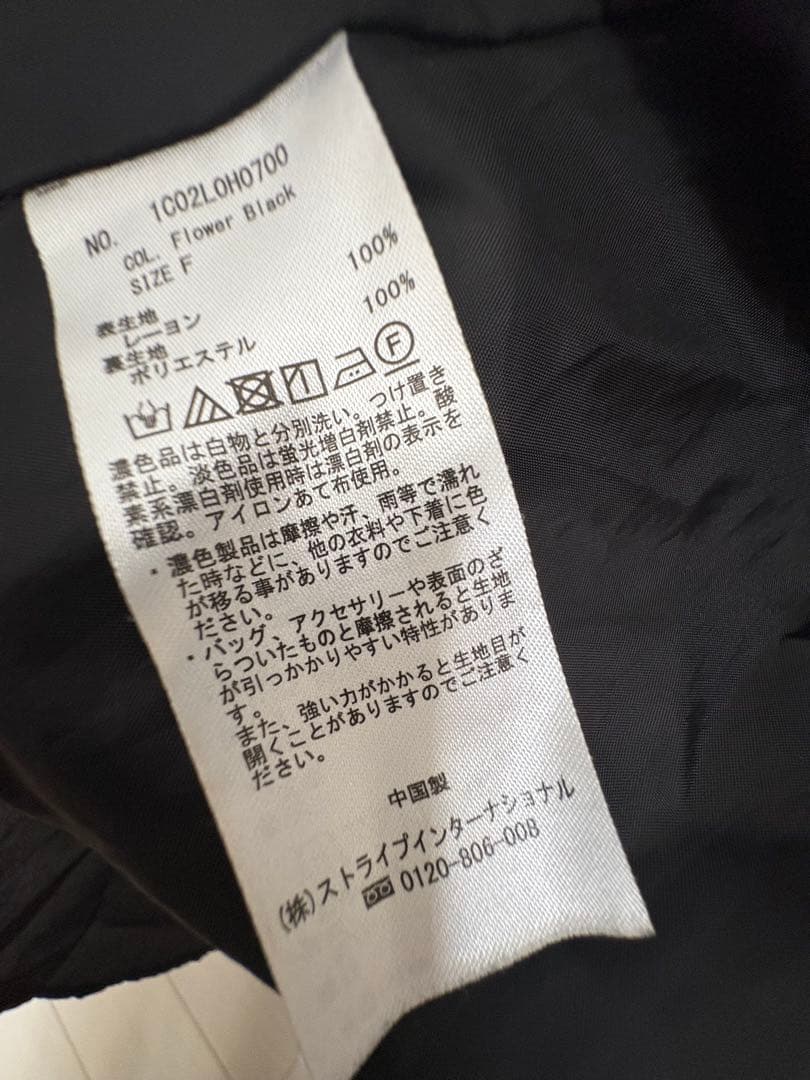 NO. 1C02L0H0700
COL. Flower Black
SIZE F
表生地
レーヨン 100%
裏生地
ポリエステル 100%
F
濃色品は白物と分別洗い。つけ置き
禁止。淡色品は蛍光増白剤禁止。酸
素系漂白剤使用時は漂白剤の表示を
確認。アイロンあて布使用。
・濃色製品は摩擦や汗、雨等で濡れ
た時などに、他の衣料や下着に色
が移る事がありますのでご注意く
ださい。
・バッグ、アクセサリーや表面のざ
らついたものと摩擦されると生地
が引っかかりやすい特性がありま
す。
また、強い力がかかると生地目が
開くことがありますのでご注意く
ださい。
中国製
(株)ストライプインターナショナル
0120-806-008